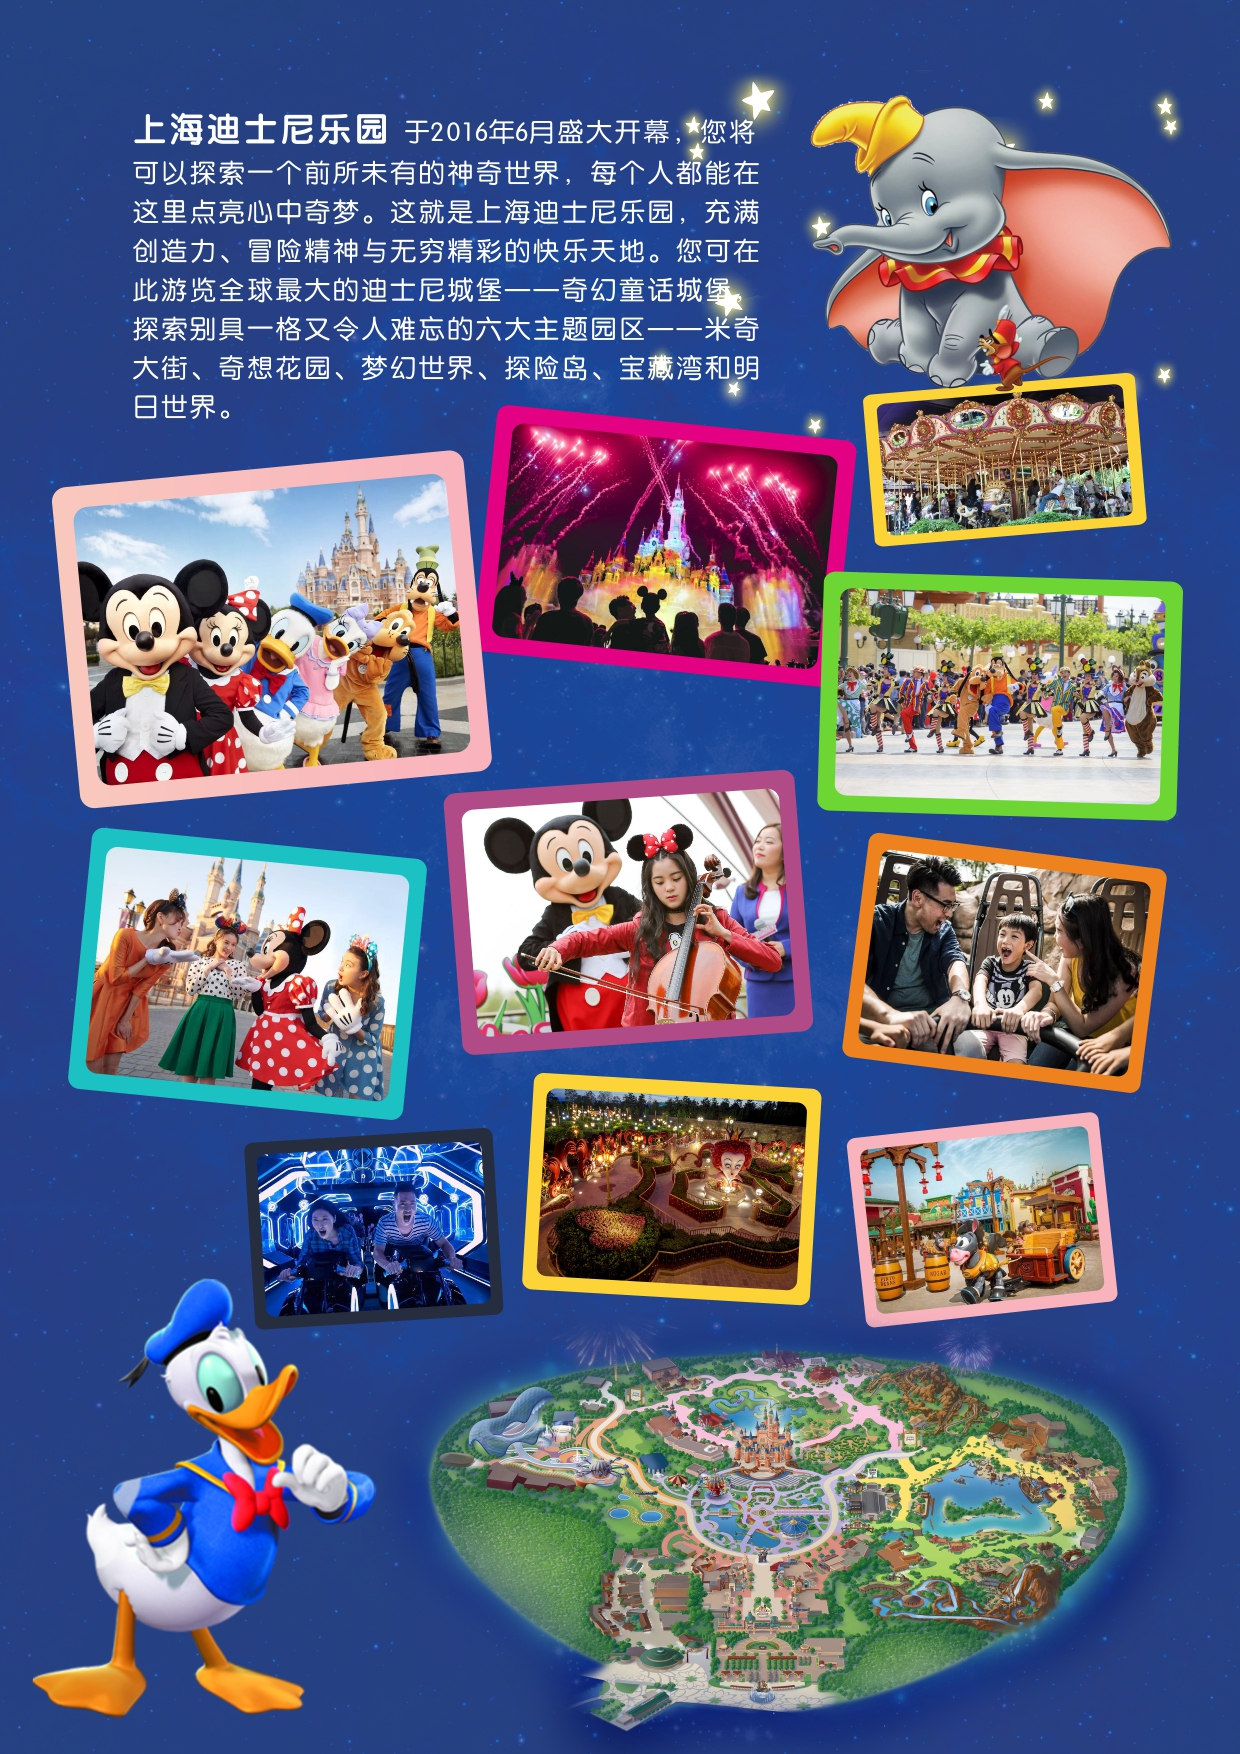 上海迪士尼乐园 于2016年6月盛大开幕，您将
可以探索一个前所未有的神奇世界，每个人都能在
这里点亮心中奇梦。这就是上海迪士尼乐园，充满
创造力、冒险精神与无穷精彩的快乐天地。您可在
此游览全球最大的迪士尼城堡——奇幻童话城堡，
探索别具一格又令人难忘的六大主题园区——米奇
大街、奇想花园、梦幻世界、探险岛、宝藏湾和明
日世界。